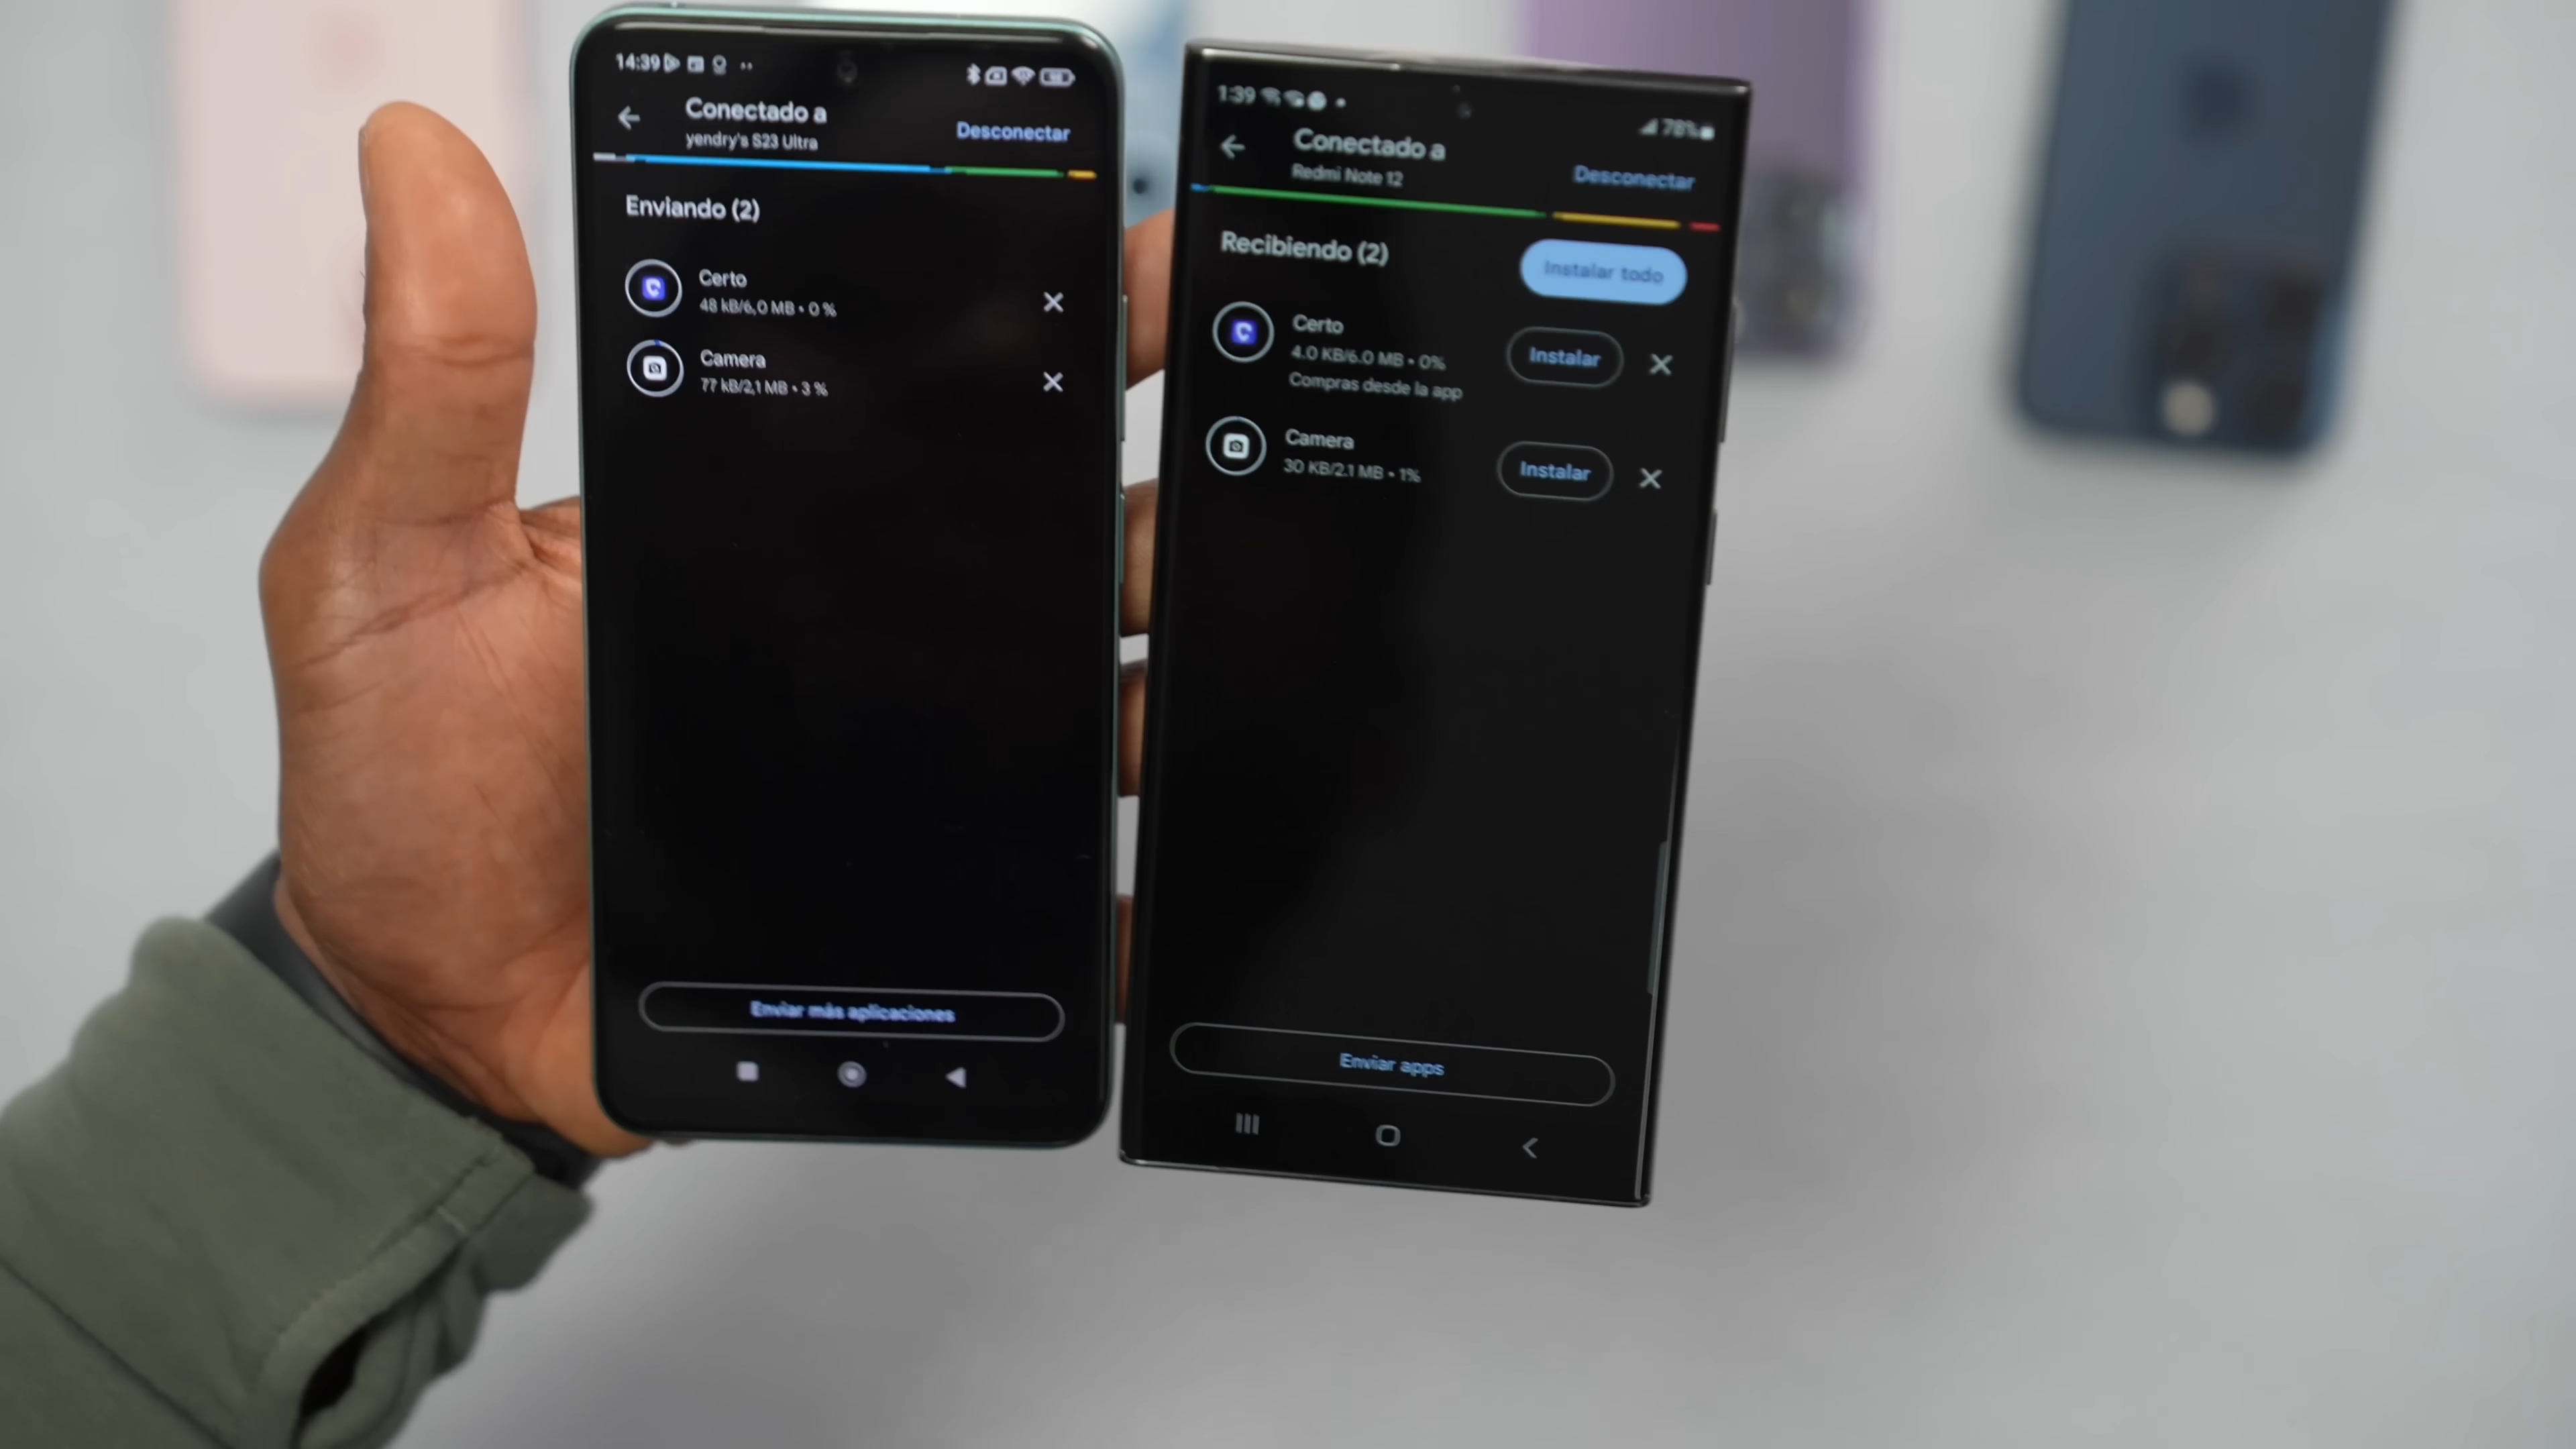 14:39
Conectado a
yendry's S23 Ultra
Desconectar
Enviando (2)
Certo
48 kB/6,0 MB • 0 %
Camera
77 kB/2,1 MB • 3 %
Enviar más aplicaciones
1:39
78%
Conectado a
Redmi Note 12
Desconectar
Recibiendo (2)
Instalar todo
Certo
4.0 KB/6.0 MB • 0%
Compras desde la app
Instalar
Camera
30 KB/2.1 MB • 1%
Instalar
Enviar apps